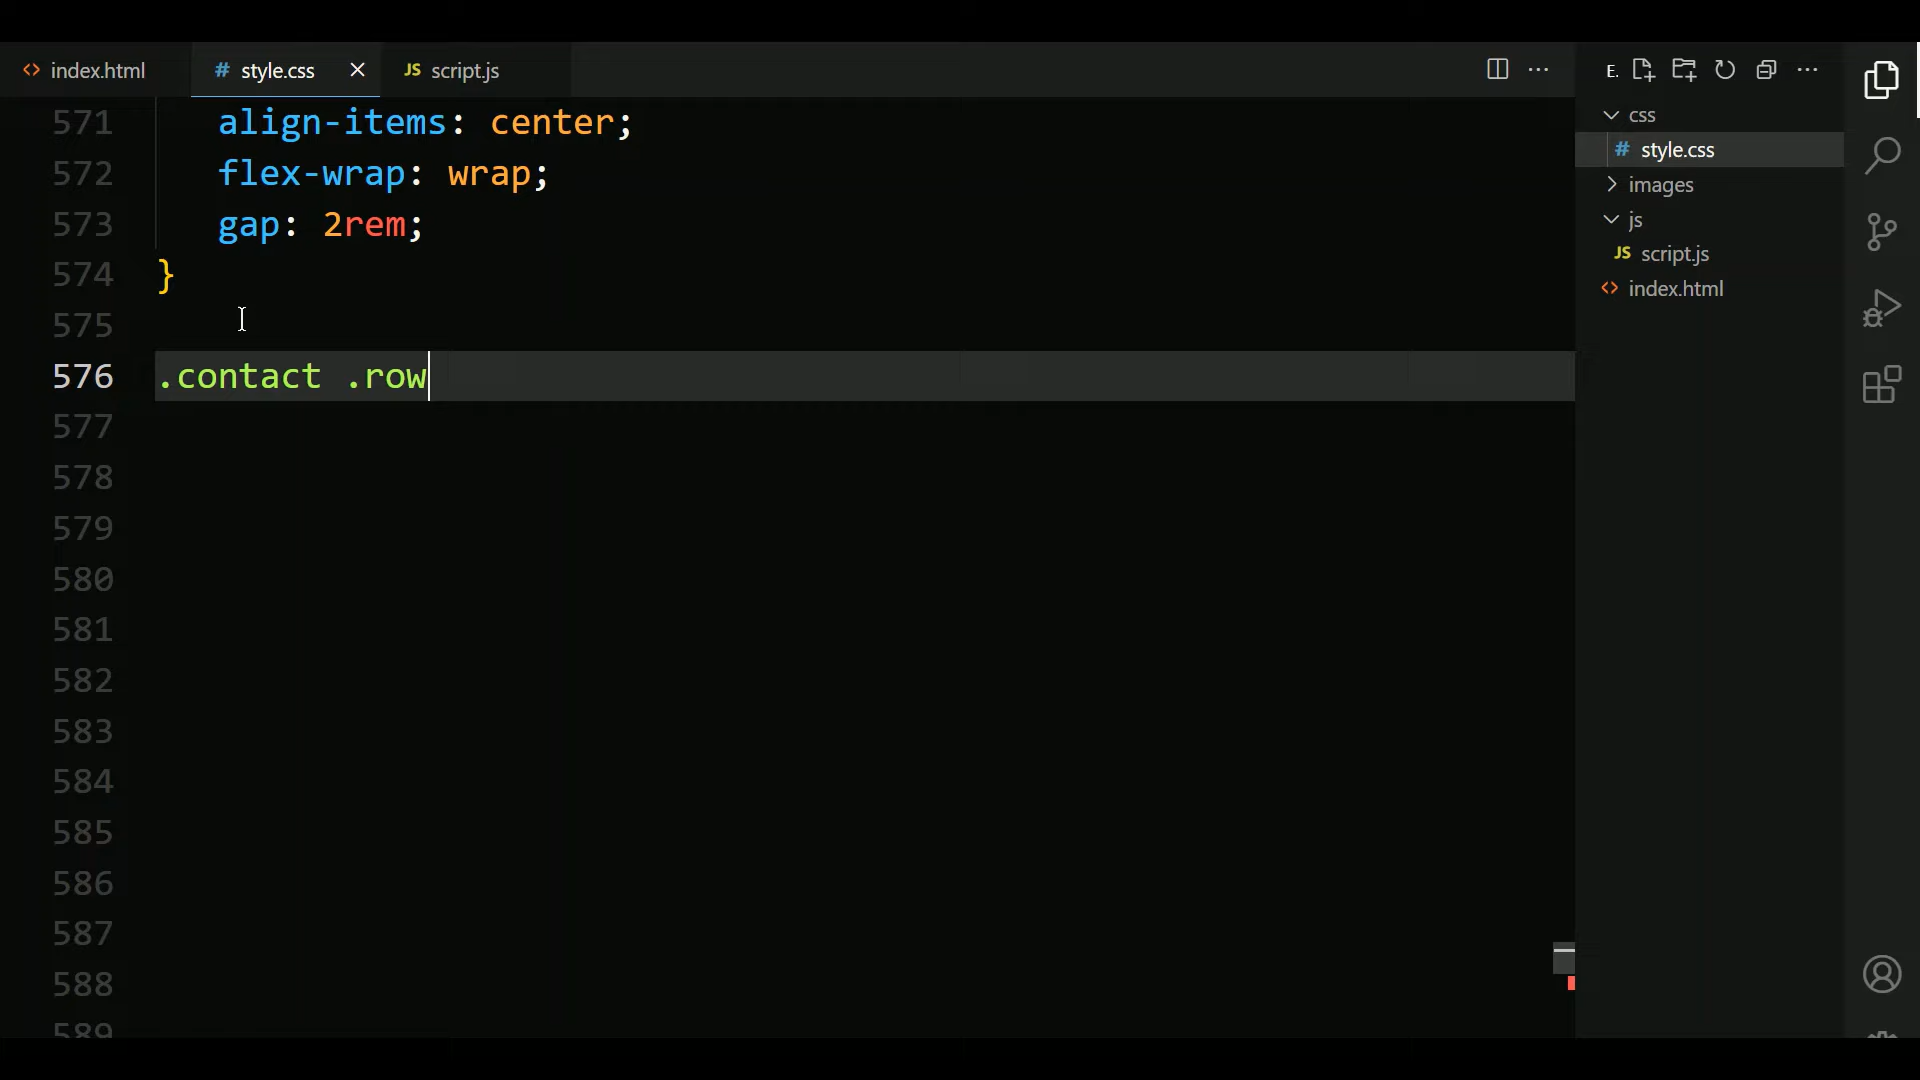 index.html
style.css
JS script.js
E.
571 align-items: center;
572 flex-wrap: wrap;
573 gap: 2rem;
574 }
575
576 .contact .row
577
578
579
580
581
582
583
584
585
586
587
588
589
css
# style.css
images
js
JS script.js
index.html